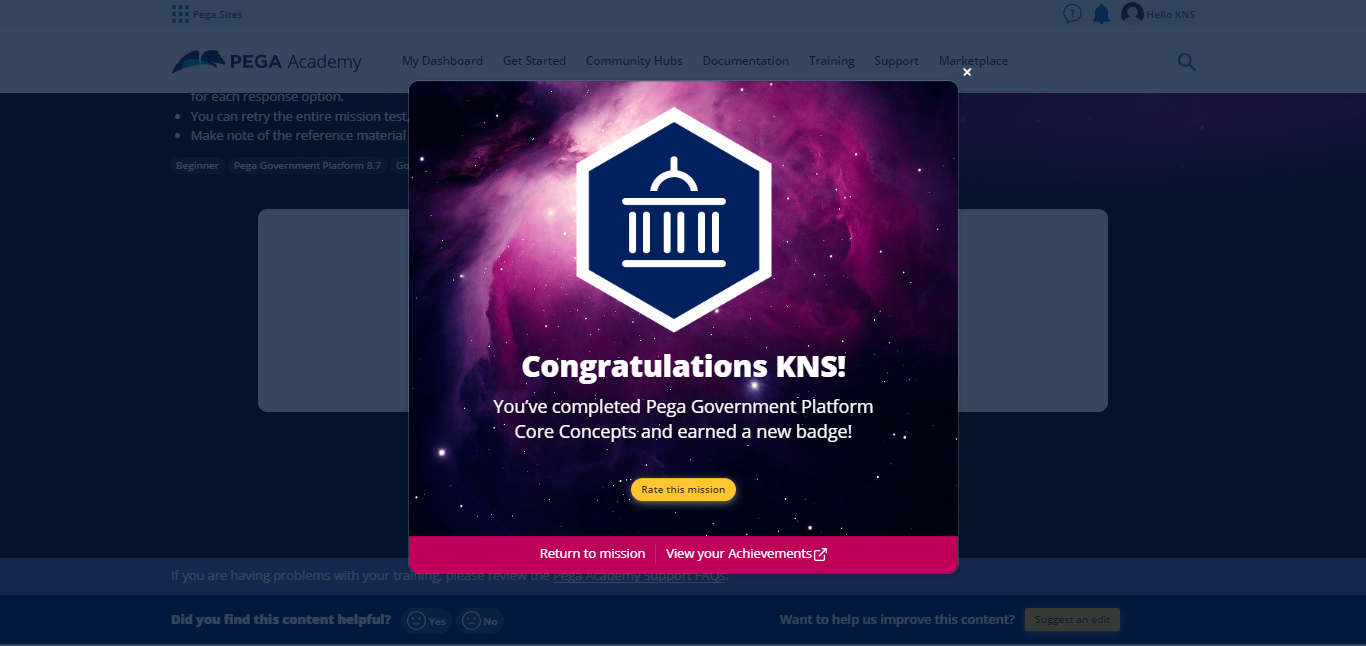 Pega Sites
Hello KNS
PEGA Academy
My Dashboard Get Started Community Hubs Documentation Training Support Marketplace
for each response option.
You can retry the entire mission test,
Make note of the reference material
Beginner Pega Government Platform 8.7 Go
Congratulations KNS!
You’ve completed Pega Government Platform
Core Concepts and earned a new badge!
Rate this mission
Return to mission View your Achievements
If you are having problems with your training, please review the Pega Academy Support FAQs.
Did you find this content helpful? Yes No Want to help us improve this content? Suggest an edit